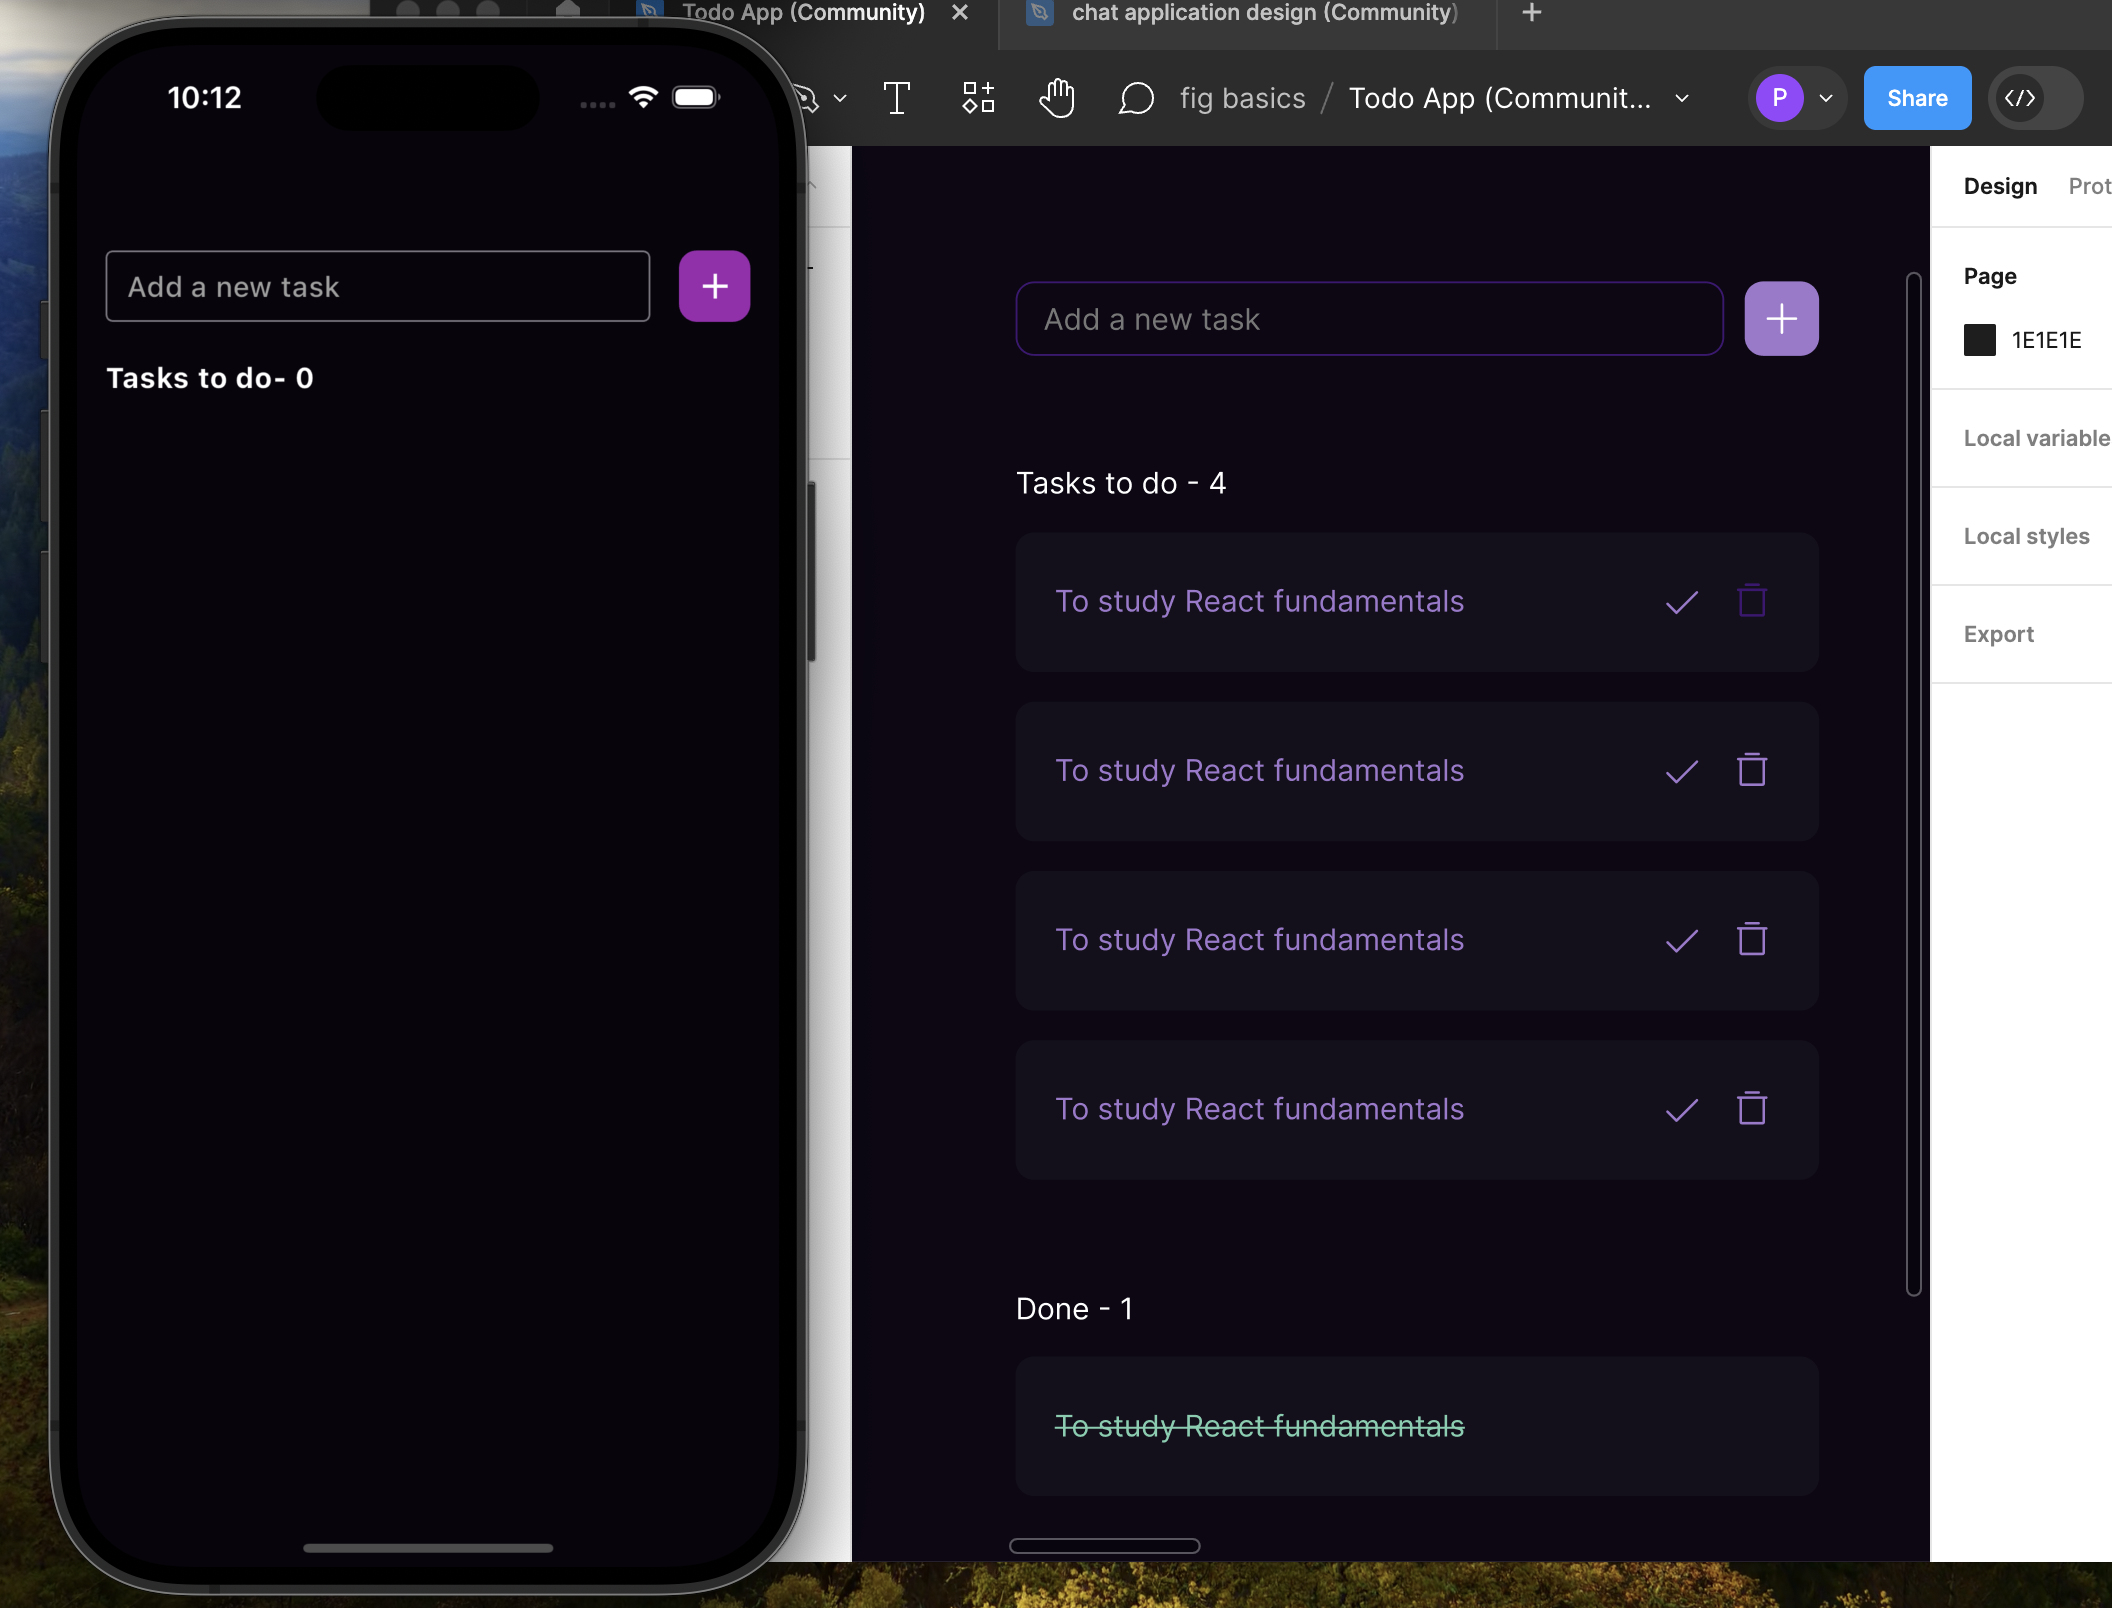 Todo App (Community)
chat application design (Community)
10:12
fig basics / Todo App (Communit...
P
Share
Add a new task
Tasks to do- 0
Add a new task
Tasks to do - 4
To study React fundamentals
To study React fundamentals
To study React fundamentals
To study React fundamentals
Done - 1
To study React fundamentals
Design
Prot
Page
1E1E1E
Local variable
Local styles
Export